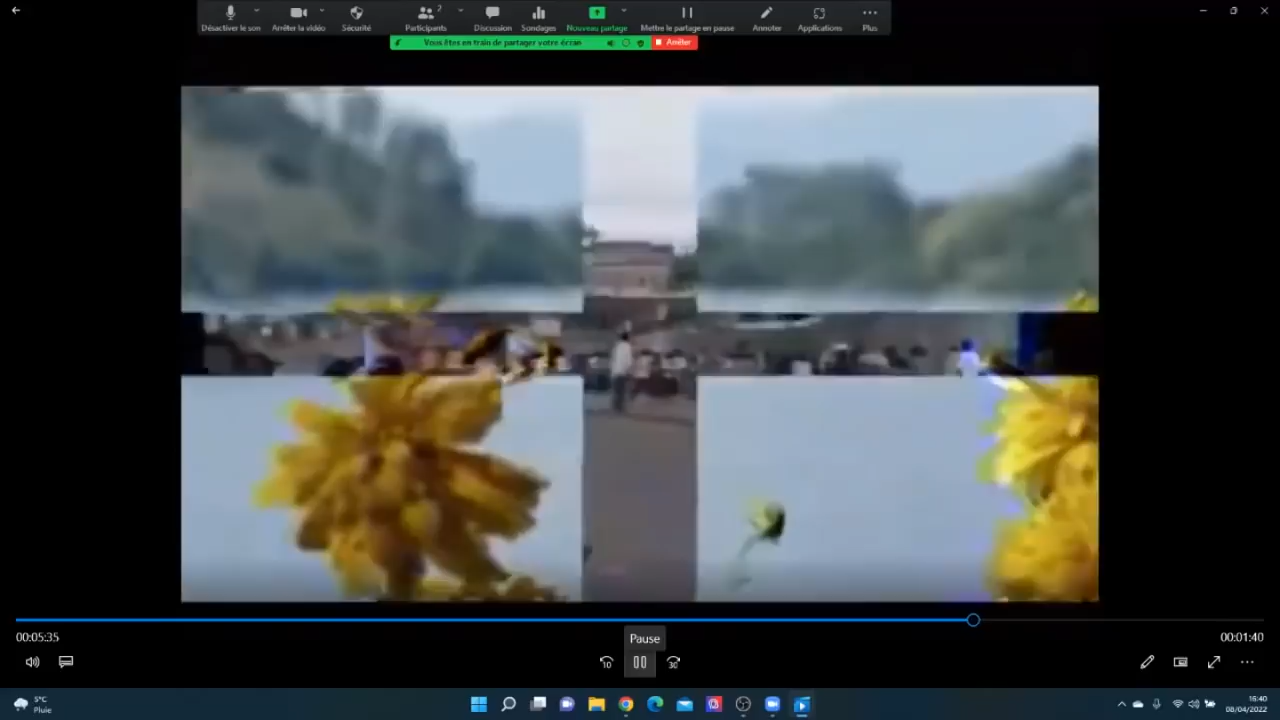 2
Désactiver le son Arrêter la vidéo Sécurité Participants Discussion Sondages Nouveau partage Mettre le partage en pause Annoter Applications Plus
Vous êtes en train de partager votre écran Arrêter
00:05:35 Pause 00:01:40
10 30
5°C
Pluie
16:40
08/04/2022